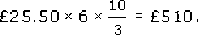 £25.50 × 6 × 10/3 = £510.